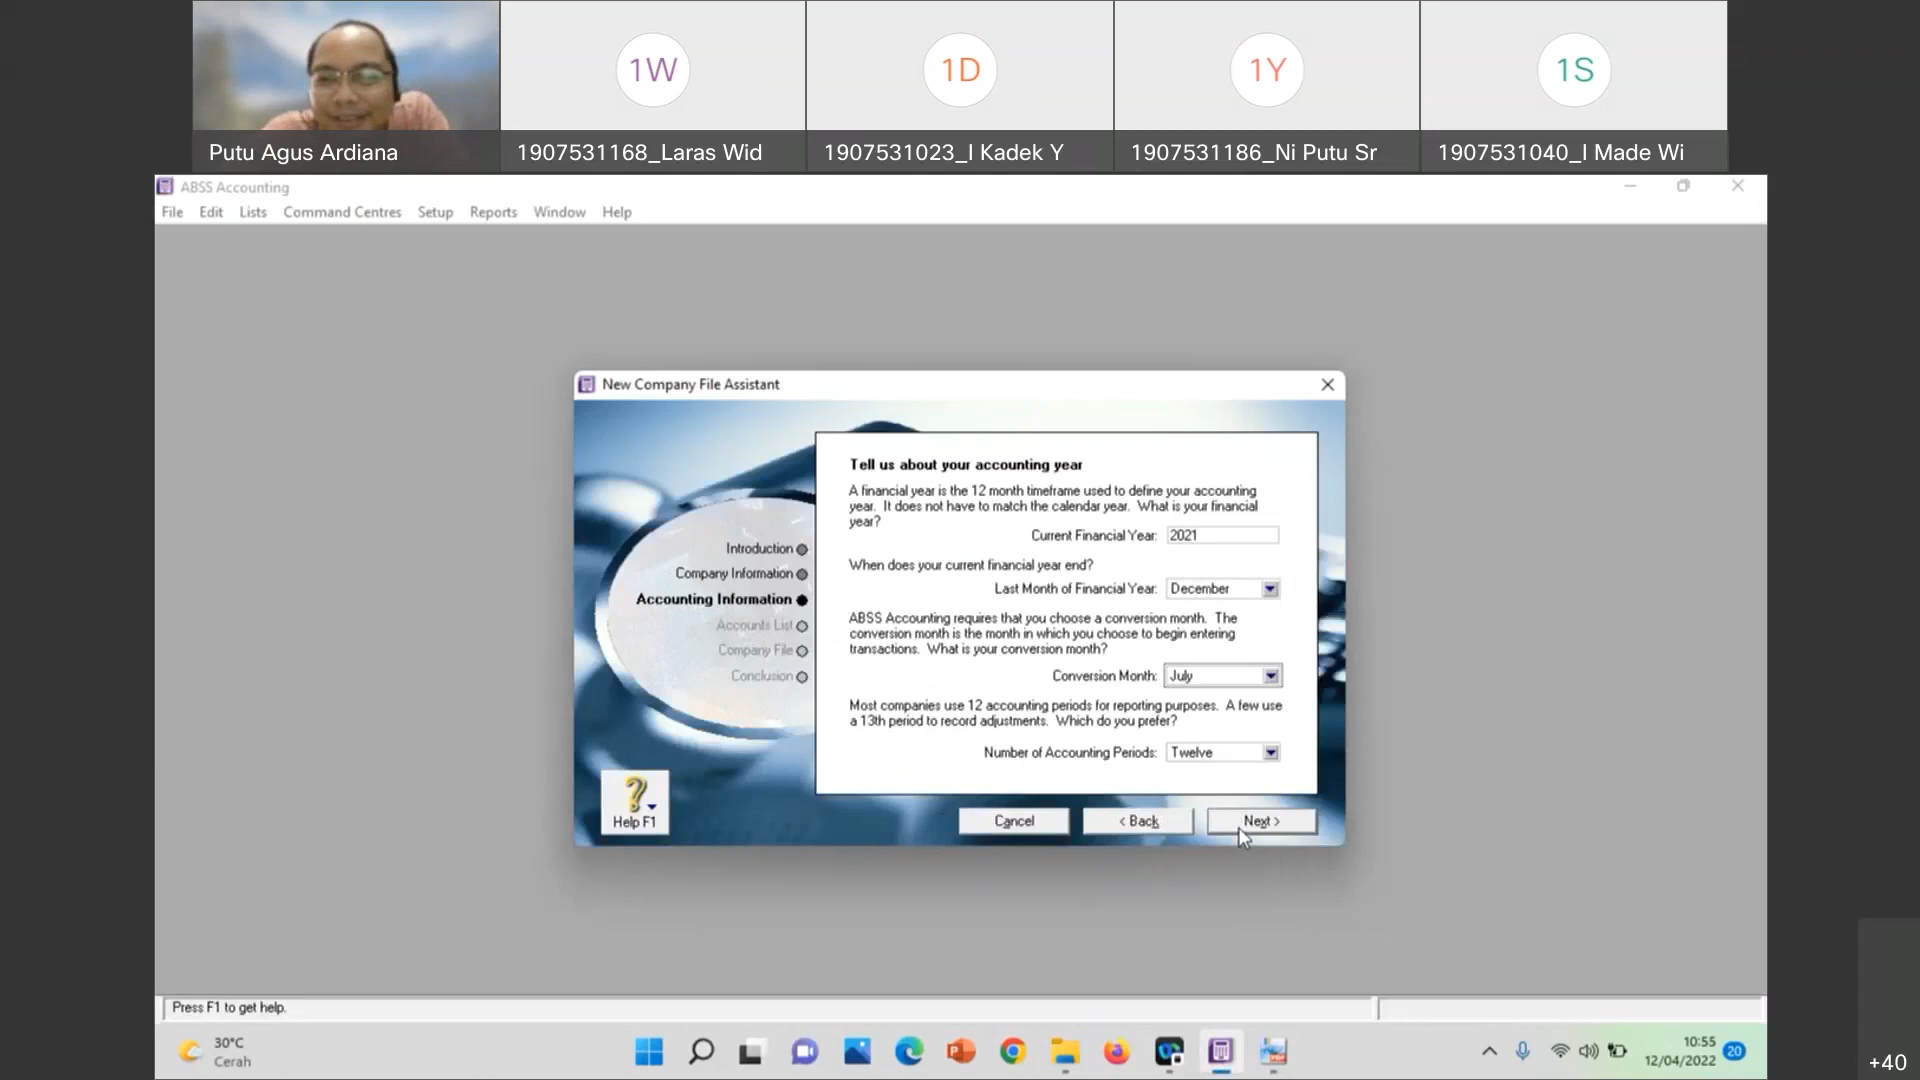 1W
1D
1Y
1S
Putu Agus Ardiana
1907531168_Laras Wid
1907531023_I Kadek Y
1907531186_Ni Putu Sr
1907531040_I Made Wi
ABSS Accounting
File Edit Lists Command Centres Setup Reports Window Help
New Company File Assistant
Introduction
Company Information
Accounting Information
Accounts List
Company File
Conclusion
Help F1
Tell us about your accounting year
A financial year is the 12 month timeframe used to define your accounting
year. It does not have to match the calendar year. What is your financial
year?
Current Financial Year: 2021
When does your current financial year end?
Last Month of Financial Year: December
ABSS Accounting requires that you choose a conversion month. The
conversion month is the month in which you choose to begin entering
transactions. What is your conversion month?
Conversion Month: July
Most companies use 12 accounting periods for reporting purposes. A few use
a 13th period to record adjustments. Which do you prefer?
Number of Accounting Periods: Twelve
Cancel
< Back
Next >
Press F1 to get help.
30°C
Cerah
10:55
12/04/2022
20
+40